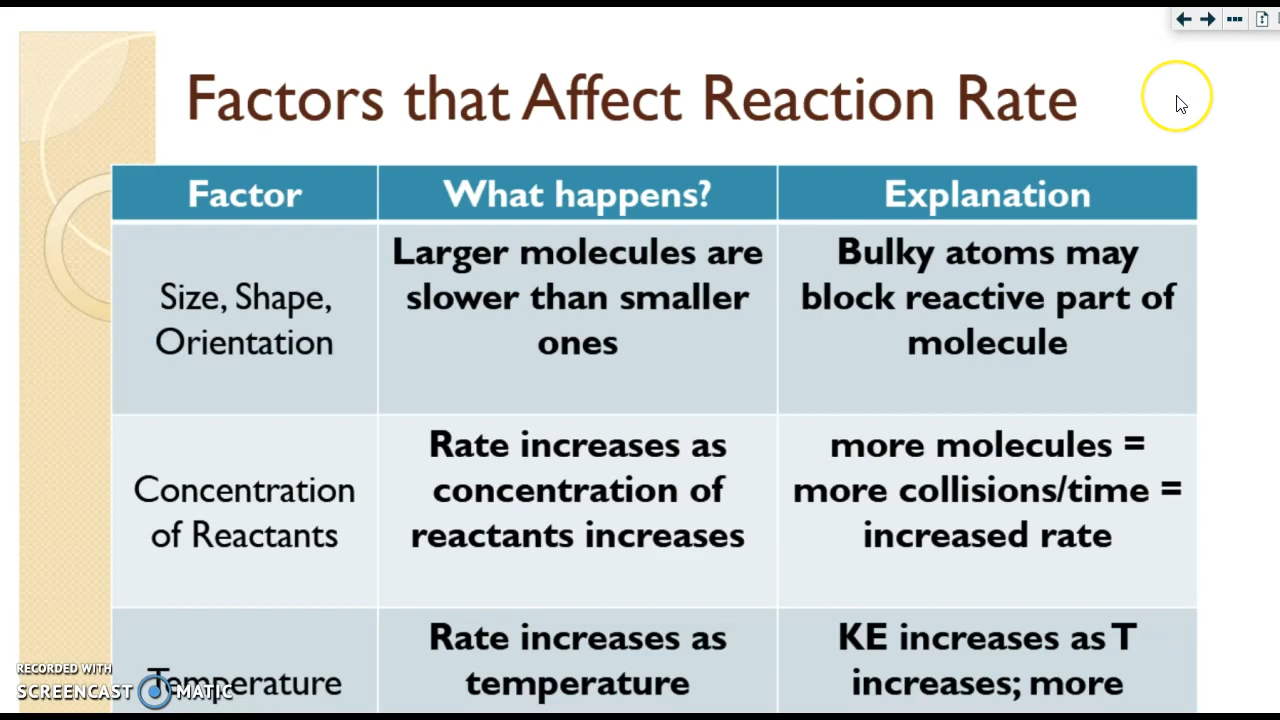 Factors that Affect Reaction Rate
Factor
What happens?
Explanation
Size, Shape,
Orientation
Larger molecules are
slower than smaller
ones
Bulky atoms may
block reactive part of
molecule
Concentration
of Reactants
Rate increases as
concentration of
reactants increases
more molecules =
more collisions/time =
increased rate
Temperature
Rate increases as
temperature
KE increases as T
increases; more
RECORDED WITH
SCREENCAST MATIC